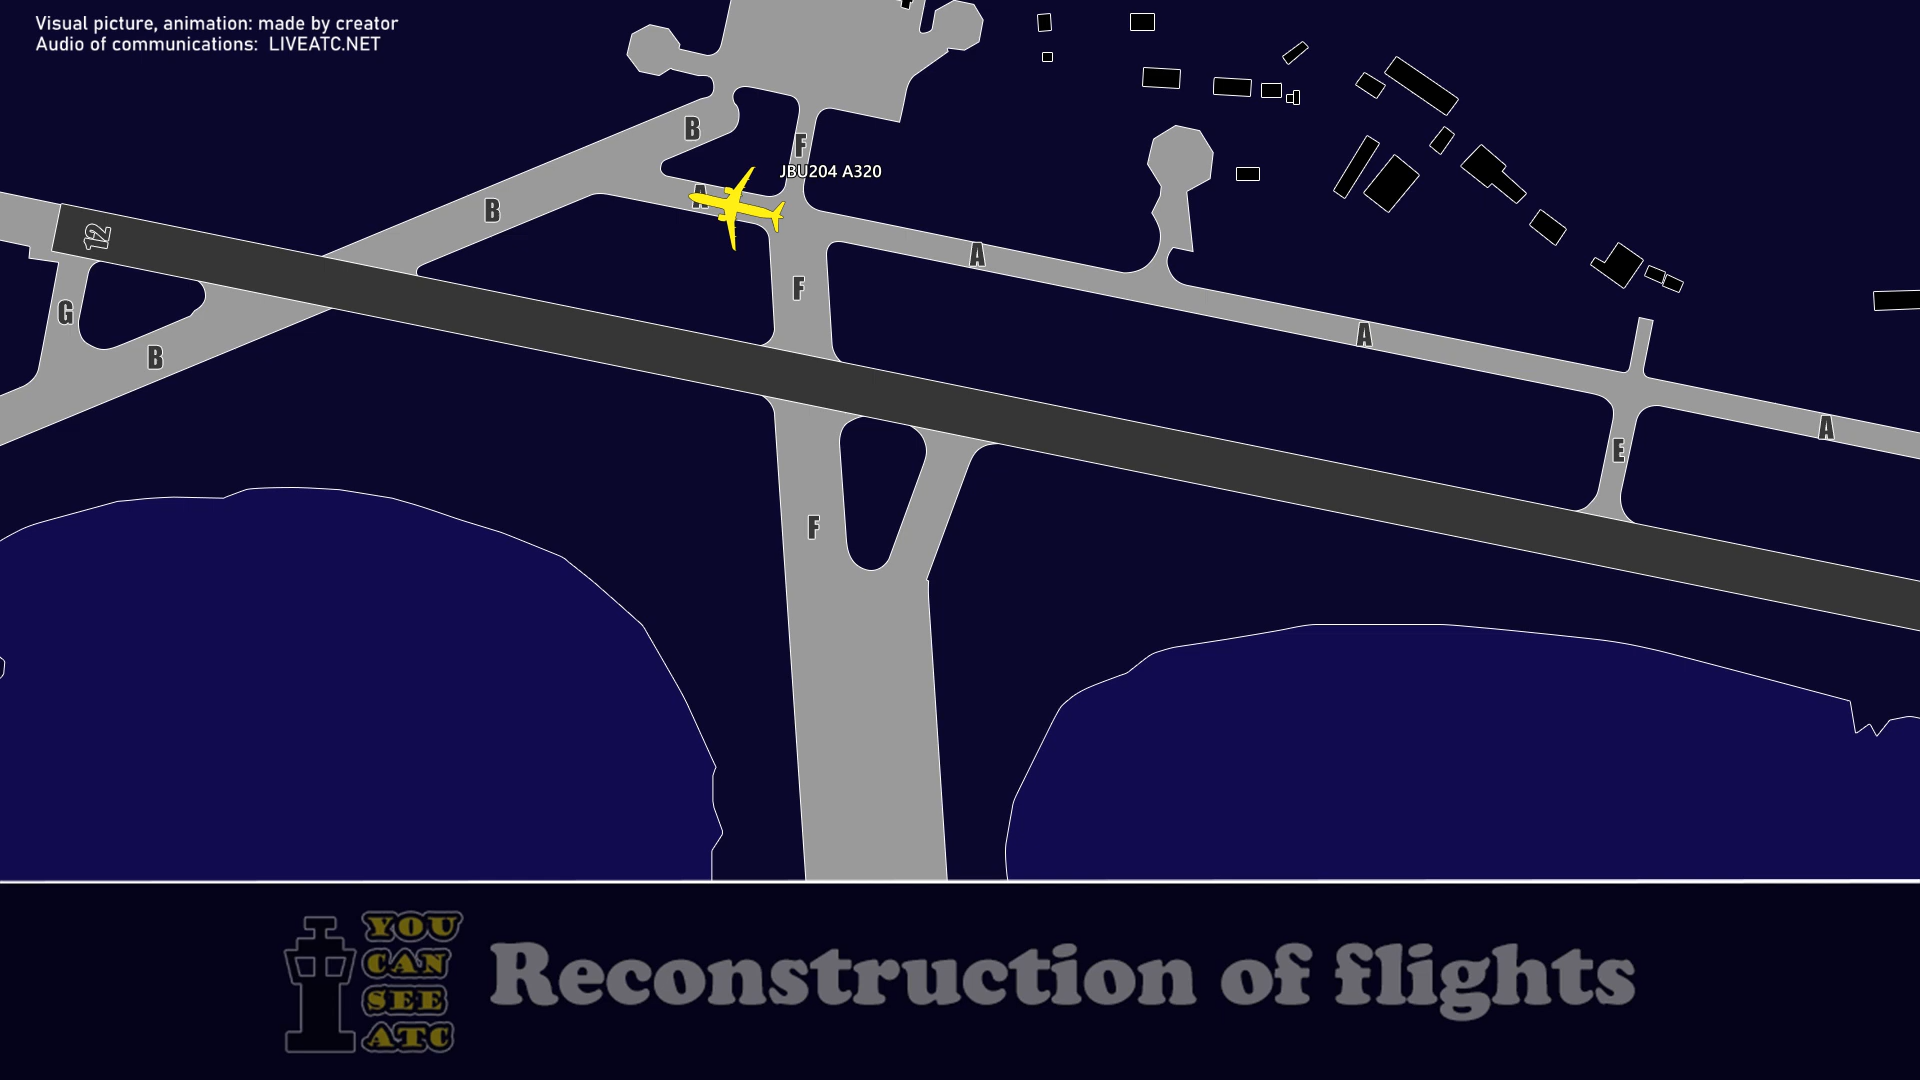 Visual picture, animation: made by creator
Audio of communications: LIVEATC.NET
B
F
JBU204 A320
A
B
12
A
F
G
A
B
A
E
F
YOU
CAN
SEE
ATC
Reconstruction of flights